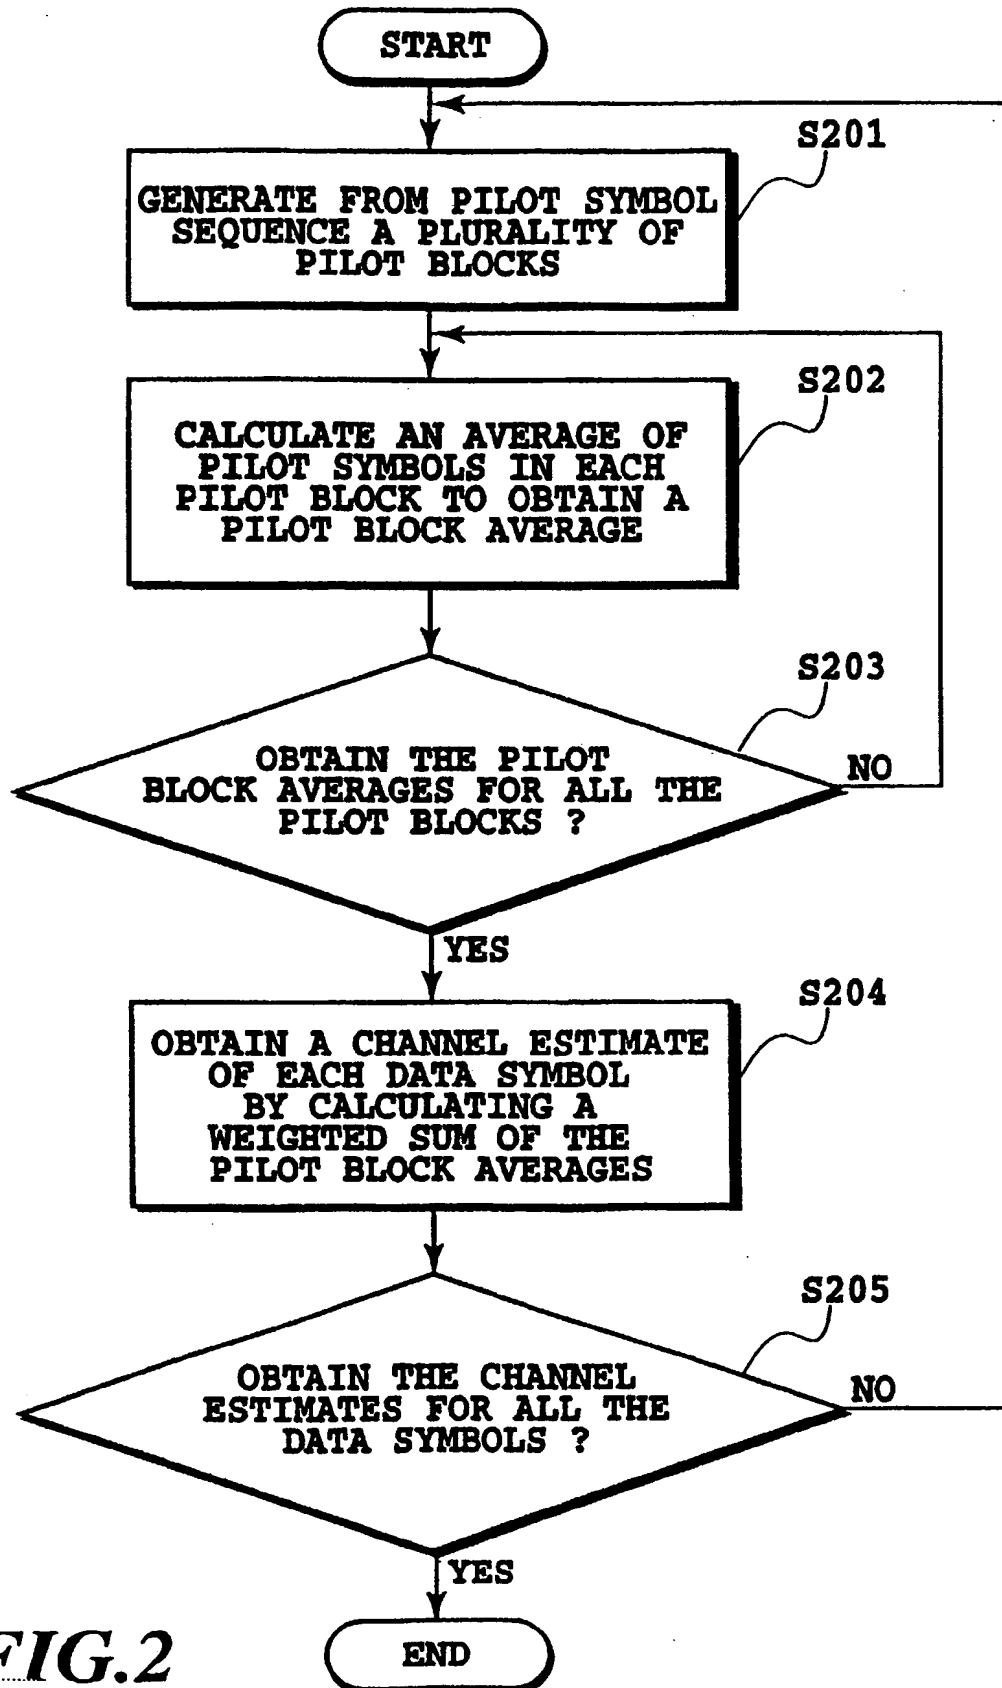 START
S201
GENERATE FROM PILOT SYMBOL
SEQUENCE A PLURALITY OF
PILOT BLOCKS
S202
CALCULATE AN AVERAGE OF
PILOT SYMBOLS IN EACH
PILOT BLOCK TO OBTAIN A
PILOT BLOCK AVERAGE
S203
OBTAIN THE PILOT
BLOCK AVERAGES FOR ALL THE
PILOT BLOCKS ?
NO
YES
S204
OBTAIN A CHANNEL ESTIMATE
OF EACH DATA SYMBOL
BY CALCULATING A
WEIGHTED SUM OF THE
PILOT BLOCK AVERAGES
S205
OBTAIN THE CHANNEL
ESTIMATES FOR ALL THE
DATA SYMBOLS ?
NO
YES
END
FIG.2